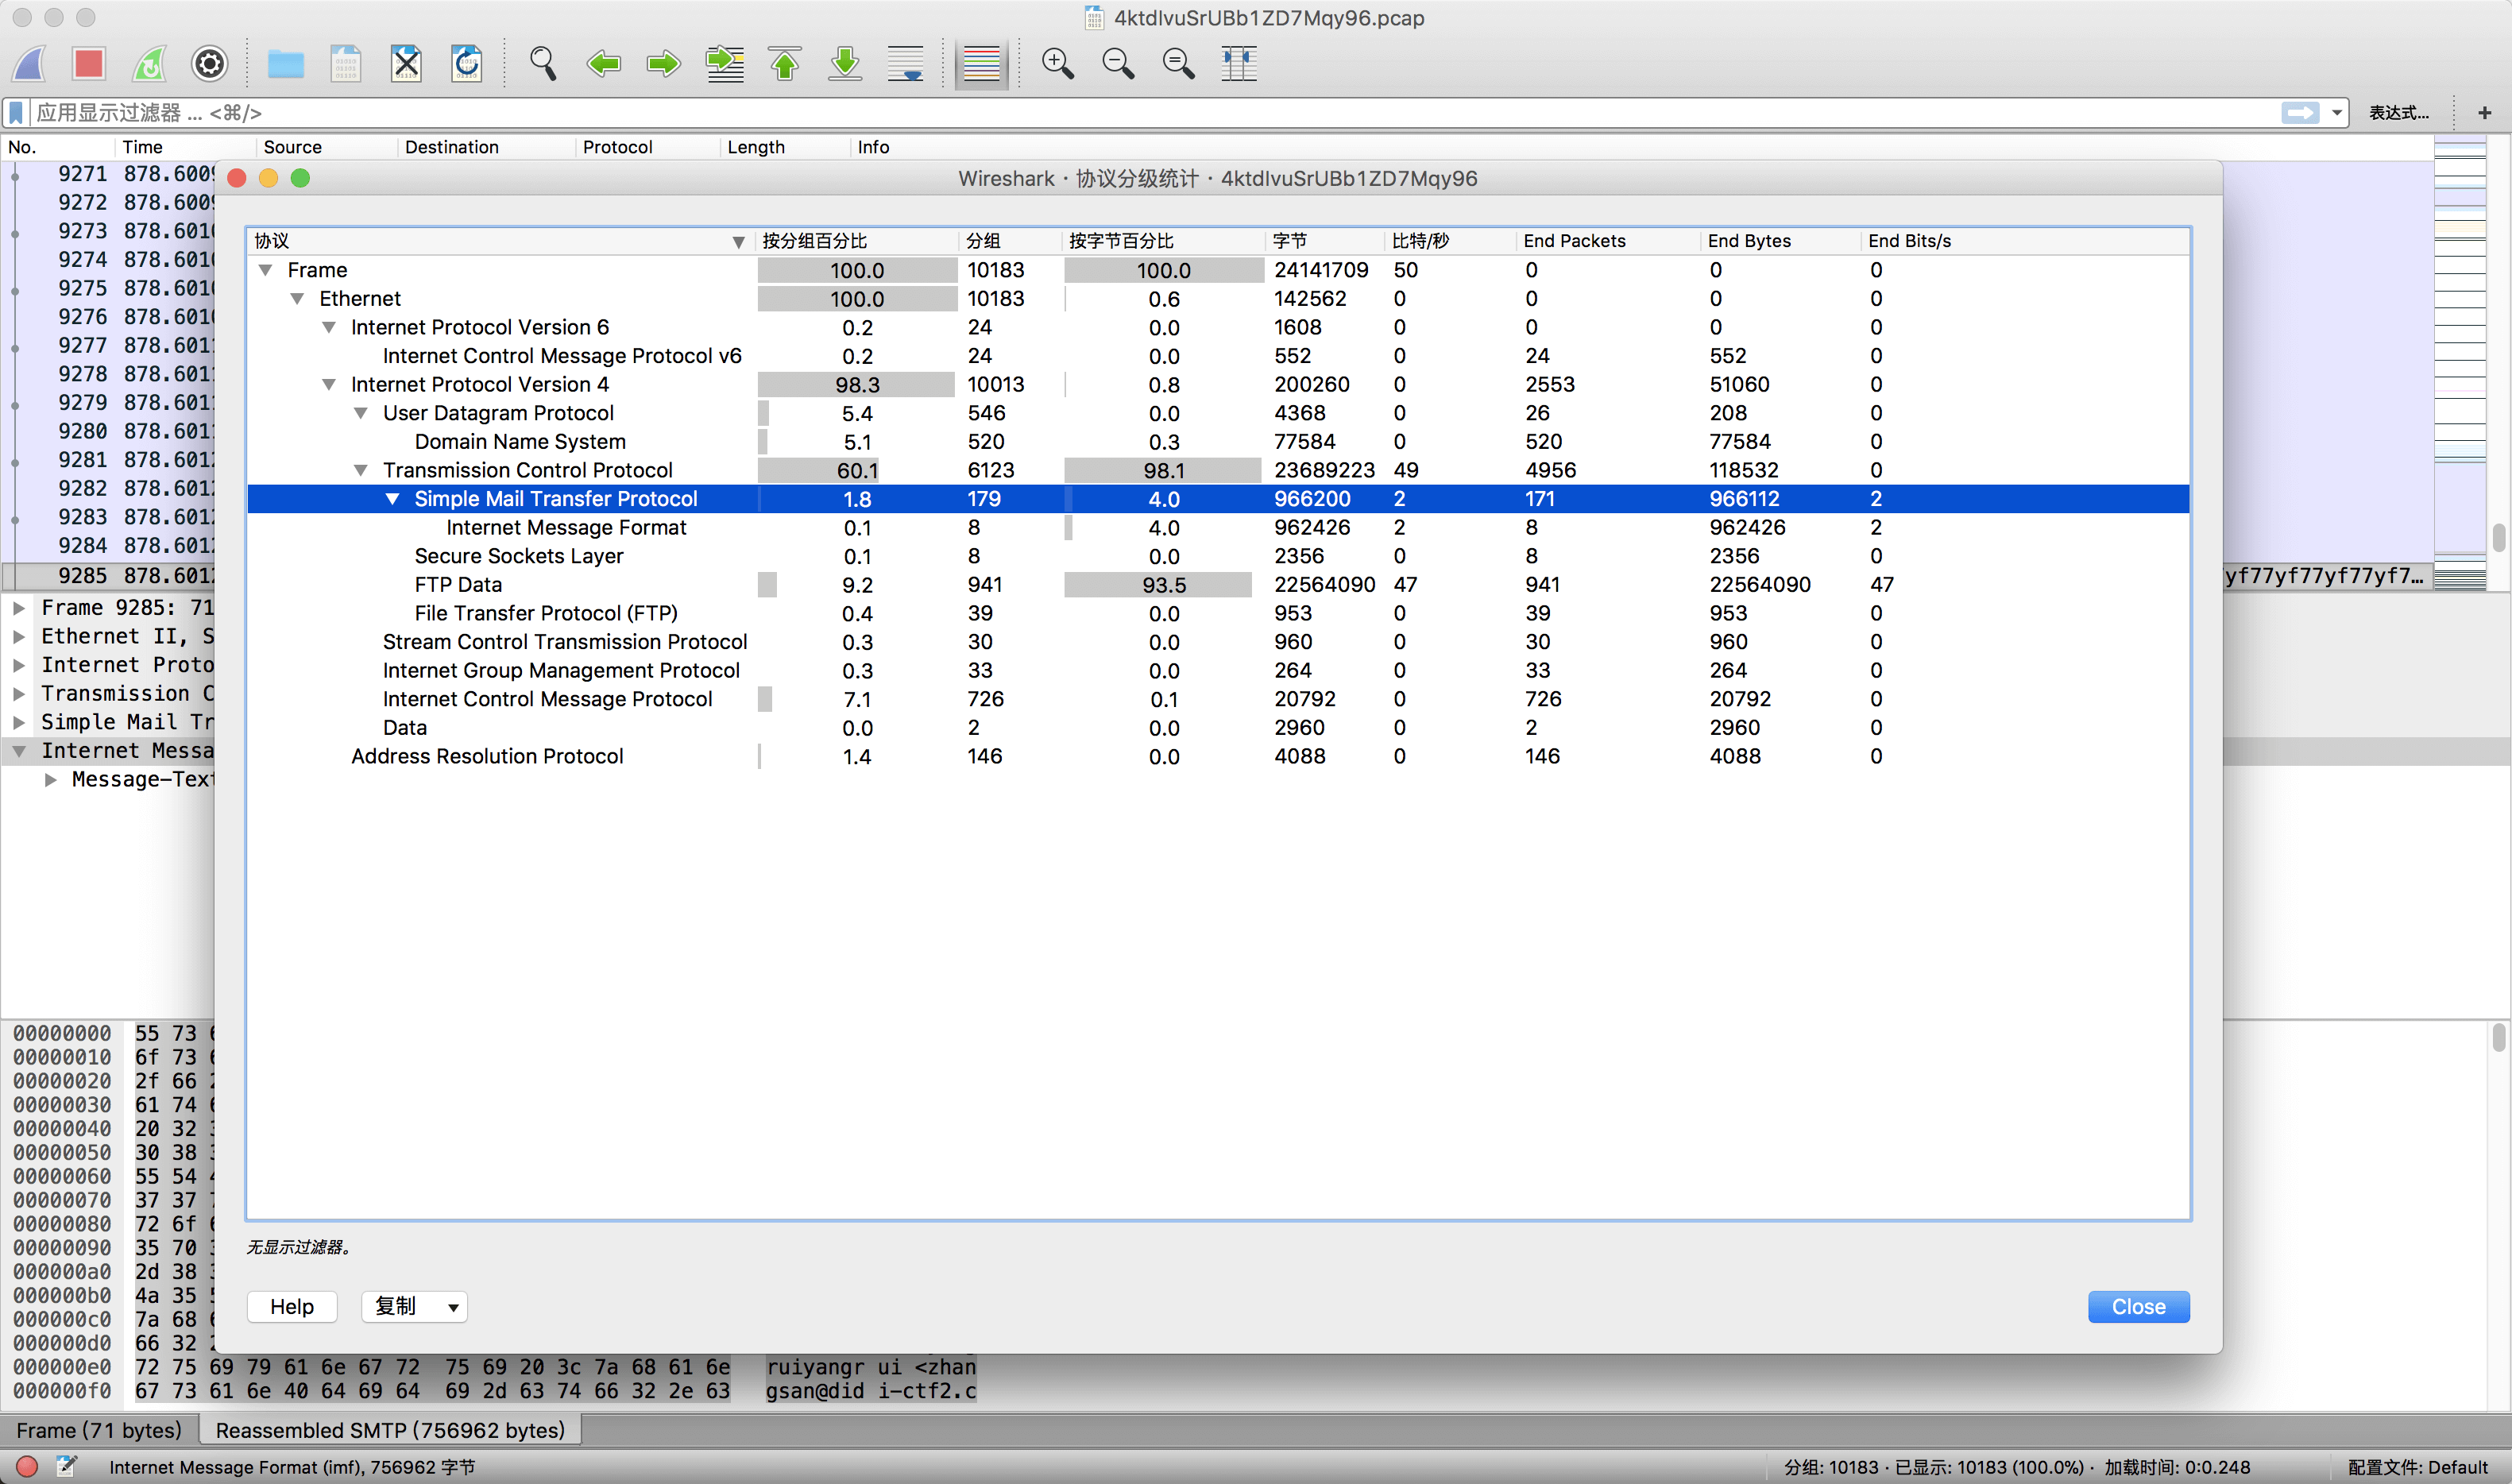 4ktdlvuSrUBb1ZD7Mqy96.pcap
应用显示过滤器 ... <⌘/>
表达式...
+
No. Time Source Destination Protocol Length Info
9271 878.6009
9272 878.6009
9273 878.6010
9274 878.6010
9275 878.6010
9276 878.6010
9277 878.6011
9278 878.6011
9279 878.6011
9280 878.6011
9281 878.6012
9282 878.6012
9283 878.6012
9284 878.6012
9285 878.6012
yf77yf77yf77yf7...
Wireshark · 协议分级统计 · 4ktdlvuSrUBb1ZD7Mqy96
协议 按分组百分比 分组 按字节百分比 字节 比特/秒 End Packets End Bytes End Bits/s
Frame 100.0 10183 100.0 24141709 50 0 0 0
Ethernet 100.0 10183 0.6 142562 0 0 0 0
Internet Protocol Version 6 0.2 24 0.0 1608 0 0 0 0
Internet Control Message Protocol v6 0.2 24 0.0 552 0 24 552 0
Internet Protocol Version 4 98.3 10013 0.8 200260 0 2553 51060 0
User Datagram Protocol 5.4 546 0.0 4368 0 26 208 0
Domain Name System 5.1 520 0.3 77584 0 520 77584 0
Transmission Control Protocol 60.1 6123 98.1 23689223 49 4956 118532 0
Simple Mail Transfer Protocol 1.8 179 4.0 966200 2 171 966112 2
Internet Message Format 0.1 8 4.0 962426 2 8 962426 2
Secure Sockets Layer 0.1 8 0.0 2356 0 8 2356 0
FTP Data 9.2 941 93.5 22564090 47 941 22564090 47
File Transfer Protocol (FTP) 0.4 39 0.0 953 0 39 953 0
Stream Control Transmission Protocol 0.3 30 0.0 960 0 30 960 0
Internet Group Management Protocol 0.3 33 0.0 264 0 33 264 0
Internet Control Message Protocol 7.1 726 0.1 20792 0 726 20792 0
Data 0.0 2 0.0 2960 0 2 2960 0
Address Resolution Protocol 1.4 146 0.0 4088 0 146 4088 0
无显示过滤器。
Help
复制
Close
Frame 9285: 71
Ethernet II, S
Internet Proto
Transmission C
Simple Mail Tr
Internet Messa
Message-Text
00000000 55 73
00000010 6f 73
00000020 2f 66
00000030 61 74
00000040 20 32
00000050 30 38
00000060 55 54
00000070 37 37
00000080 72 6f
00000090 35 70
000000a0 2d 38
000000b0 4a 35
000000c0 7a 68
000000d0 66 32
000000e0 72 75 69 79 61 6e 67 72 75 69 20 3c 7a 68 61 6e ruiyangr ui <zhan
000000f0 67 73 61 6e 40 64 69 64 69 2d 63 74 66 32 2e 63 gsan@did i-ctf2.c
Frame (71 bytes) Reassembled SMTP (756962 bytes)
Internet Message Format (imf), 756962 字节
分组: 10183 · 已显示: 10183 (100.0%) · 加载时间: 0:0.248
配置文件: Default